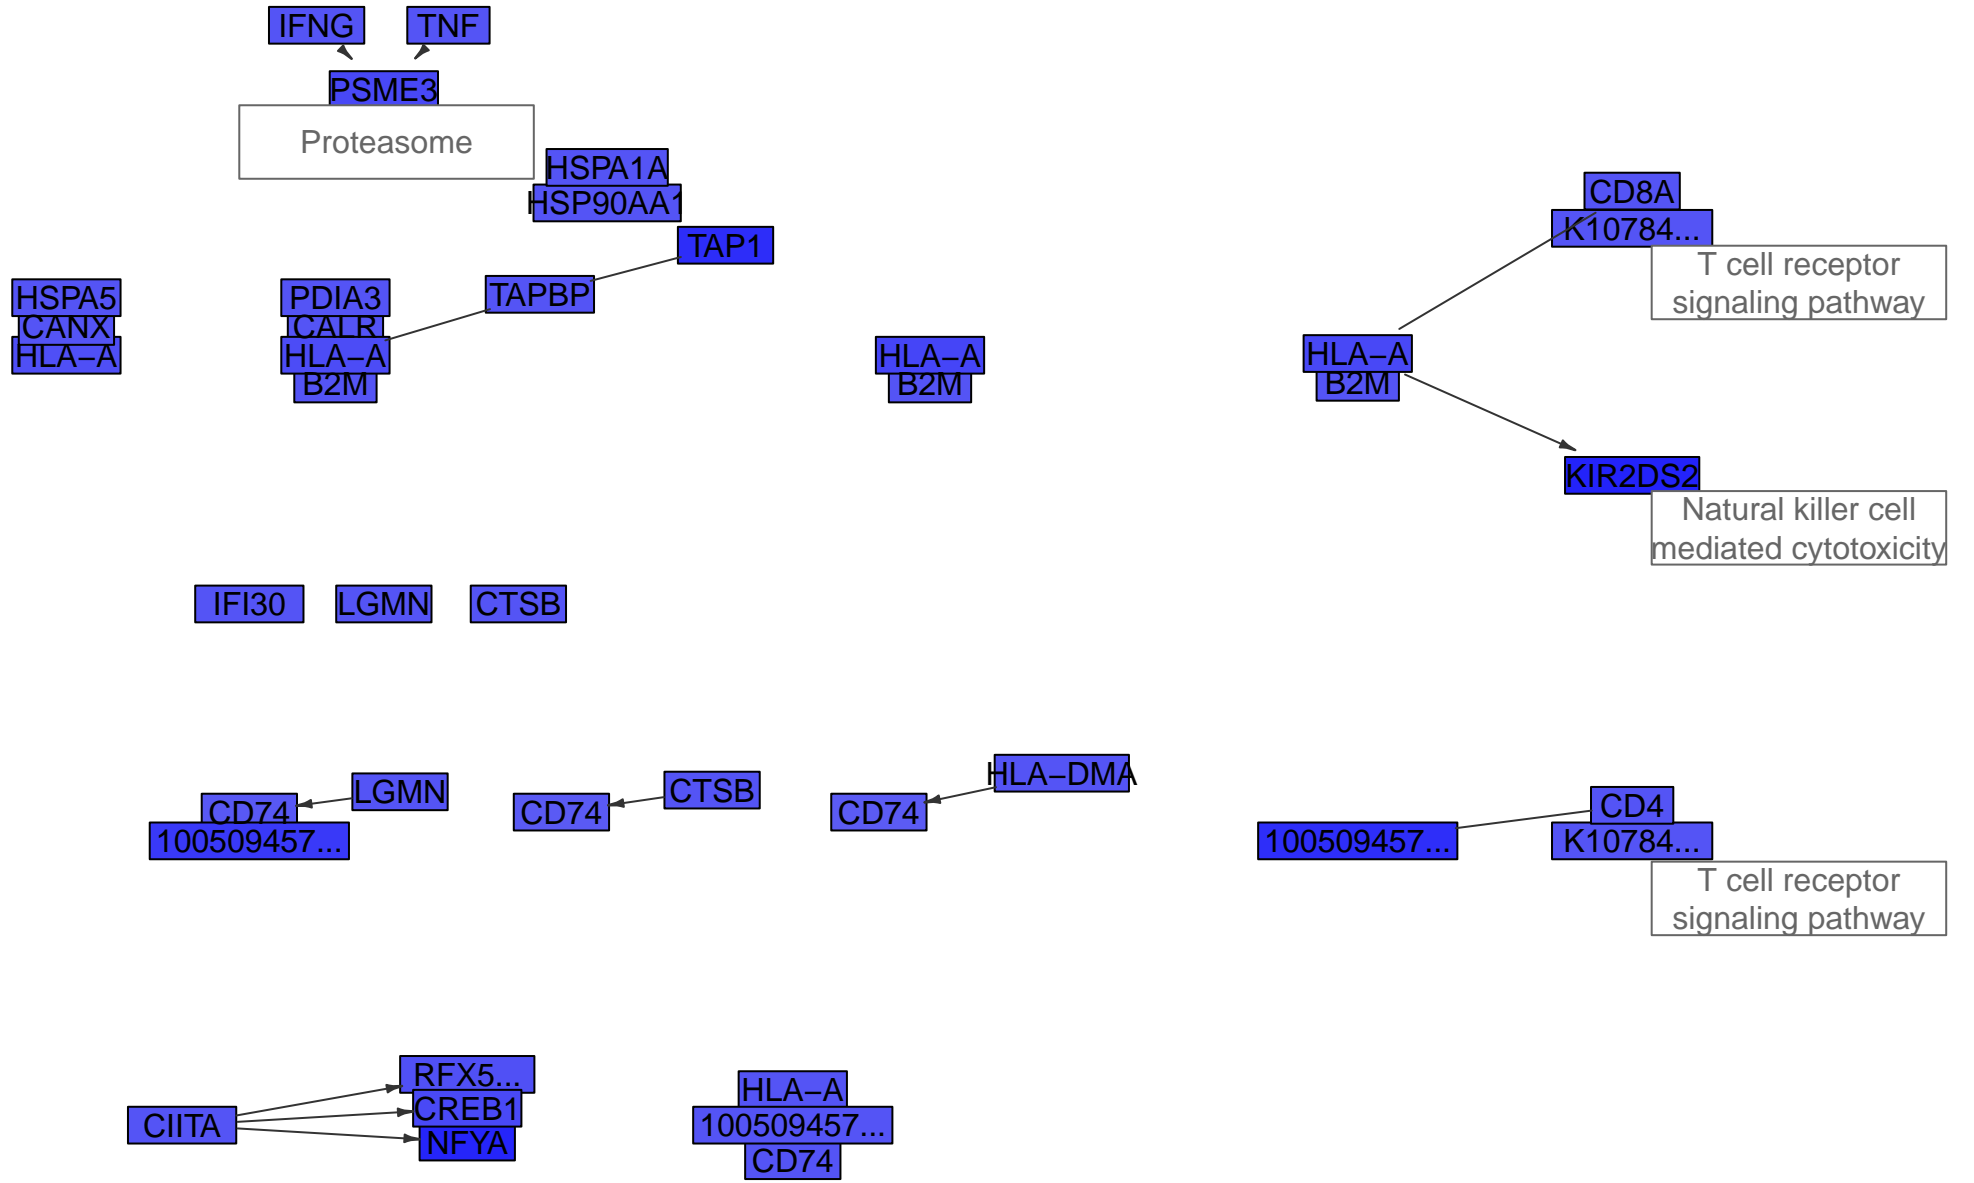 IFNG
TNF
PSME3
Proteasome
HSPA1A
HSP90AA1
TAP1
TAPBP
HSPA5
CANX
HLA−A
PDIA3
CALR
HLA−A
B2M
HLA−A
B2M
CD8A
K10784...
T cell receptor
signaling pathway
HLA−A
B2M
KIR2DS2
Natural killer cell
mediated cytotoxicity
IFI30
LGMN
CTSB
CD74
LGMN
100509457...
CD74
CTSB
CD74
HLA−DMA
100509457...
CD4
K10784...
T cell receptor
signaling pathway
CIITA
RFX5...
CREB1
NFYA
HLA−A
100509457...
CD74